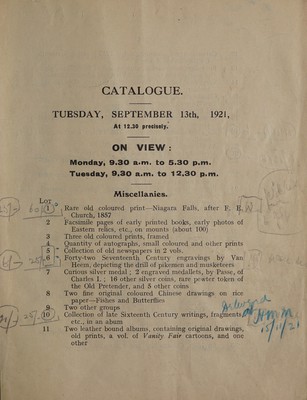 CATALOGUE.
TUESDAY, SEPTEMBER 13th, 1921,
At 12.30 precisely.
ON VIEW:
Monday, 9.30 a.m. to 5.30 p.m.
Tuesday, 9.30 a.m. to 12.30 p.m.
Miscellanies.
Lot
1 Rare old coloured print—Niagara Falls, after F. E.
Church, 1857
2 Facsimile pages of early printed books, early photos of
Eastern relics, etc., on mounts (about 100)
3 Three old coloured prints, framed
4 Quantity of autographs, small coloured and other prints
5 Collection of old newspapers in 2 vols.
6 Forty-two Seventeenth Century engravings by Van
Heem, depicting the drill of pikemen and musketeers
7 Curious silver medal; 2 engraved medallets, by Passe, of
Charles I.; 16 other silver coins, rare pewter token of
the Old Pretender, and 5 other coins
8 Two fine original coloured Chinese drawings on rice
paper—Fishes and Butterflies
9 Two other groups
10 Collection of late Sixteenth Century writings, fragments
etc., in an album
11 Two leather bound albums, containing original drawings,
old prints, a vol. of Vanity Fair cartoons, and one
other